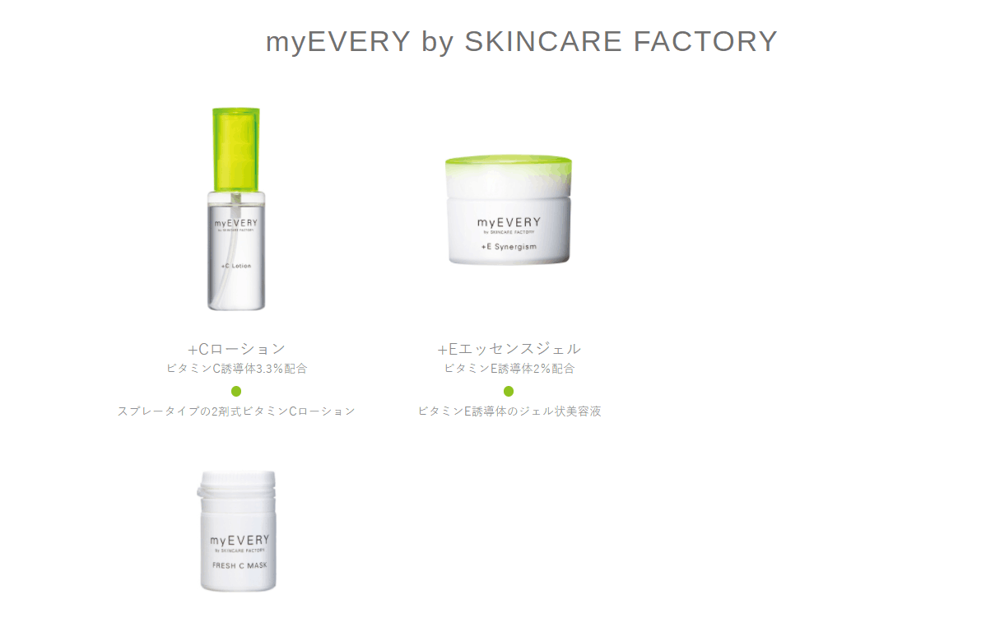 myEVERY by SKINCARE FACTORY
myEVERY
by SKINCARE FACTORY
+C Lotion
myEVERY
by SKINCARE FACTORY
+E Synergism
+Cローション
ビタミンC誘導体3.3%配合
スプレータイプの2剤式ビタミンCローション
+Eエッセンスジェル
ビタミンE誘導体2%配合
ビタミンE誘導体のジェル状美容液
myEVERY
by SKINCARE FACTORY
FRESH C MASK